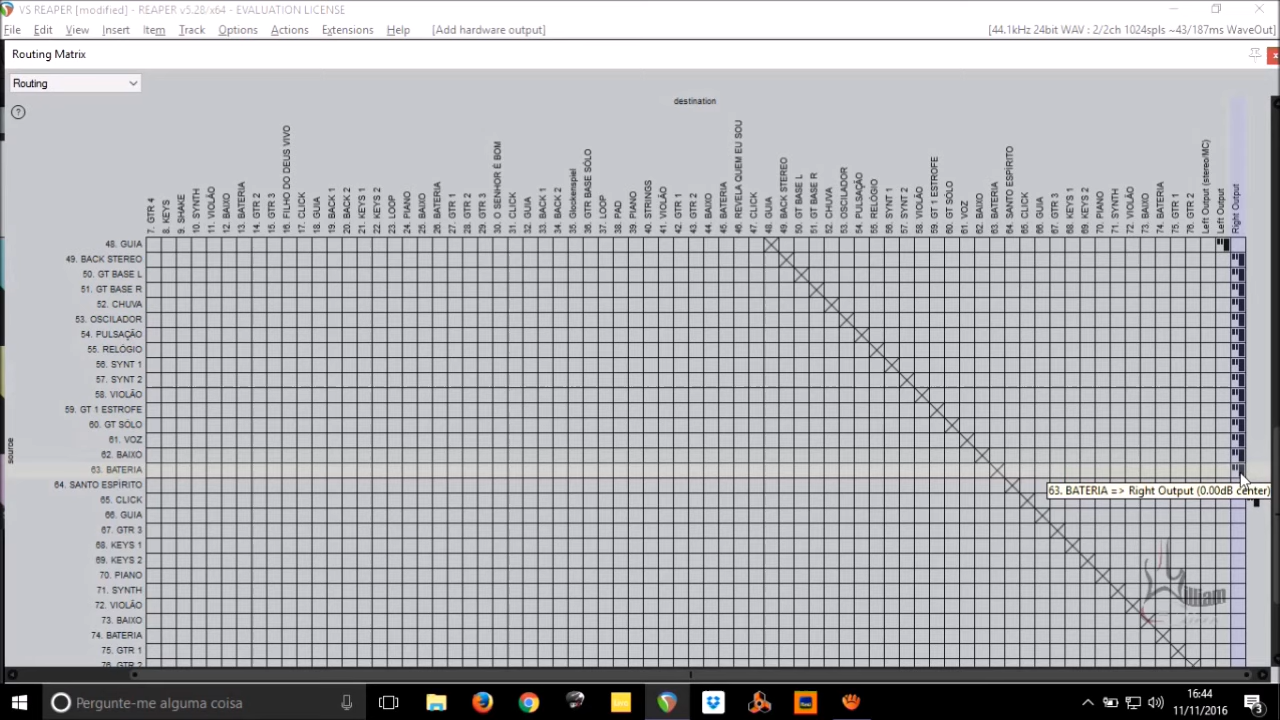 VS REAPER [modified] - REAPER v5.28/x64 - EVALUATION LICENSE
File Edit View Insert Item Track Options Actions Extensions Help [Add hardware output] [44.1kHz 24bit WAV : 2/2ch 1024spls ~43/187ms WaveOut]
Routing Matrix
Routing
?
destination
7. GTR 4
8. KEYS
9. SHAKE
10. SYNTH
11. VIOLÃO
12. BAIXO
13. BATERIA
14. GTR 2
15. GTR 3
16. FILHO DO DEUS VIVO
17. CLICK
18. GUIA
19. BACK 1
20. BACK 2
21. KEYS 1
22. KEYS 2
23. LOOP
24. PIANO
25. BAIXO
26. BATERIA
27. GTR 1
28. GTR 2
29. GTR 3
30. O SENHOR É BOM
31. CLICK
32. GUIA
33. BACK 1
34. BACK 2
35. Glockenspiel
36. GTR BASE SÓLO
37. LOOP
38. PAD
39. PIANO
40. STRINGS
41. VIOLÃO
42. GTR 1
43. GTR 2
44. BAIXO
45. BATERIA
46. REVELA QUEM EU SOU
47. CLICK
48. GUIA
49. BACK STEREO
50. GT BASE L
51. GT BASE R
52. CHUVA
53. OSCILADOR
54. PULSAÇÃO
55. RELÓGIO
56. SYNT 1
57. SYNT 2
58. VIOLÃO
59. GT 1 ESTROFE
60. GT SÓLO
61. VOZ
62. BAIXO
63. BATERIA
64. SANTO ESPÍRITO
65. CLICK
66. GUIA
67. GTR 3
68. KEYS 1
69. KEYS 2
70. PIANO
71. SYNTH
72. VIOLÃO
73. BAIXO
74. BATERIA
75. GTR 1
76. GTR 2
Left Output (stereo/MC)
Left Output
Right Output
source
48. GUIA
49. BACK STEREO
50. GT BASE L
51. GT BASE R
52. CHUVA
53. OSCILADOR
54. PULSAÇÃO
55. RELÓGIO
56. SYNT 1
57. SYNT 2
58. VIOLÃO
59. GT 1 ESTROFE
60. GT SÓLO
61. VOZ
62. BAIXO
63. BATERIA
64. SANTO ESPÍRITO
65. CLICK
66. GUIA
67. GTR 3
68. KEYS 1
69. KEYS 2
70. PIANO
71. SYNTH
72. VIOLÃO
73. BAIXO
74. BATERIA
75. GTR 1
76. GTR 2
63. BATERIA => Right Output (0.00dB center)
illiam
Pergunte-me alguma coisa
16:44
11/11/2016
3